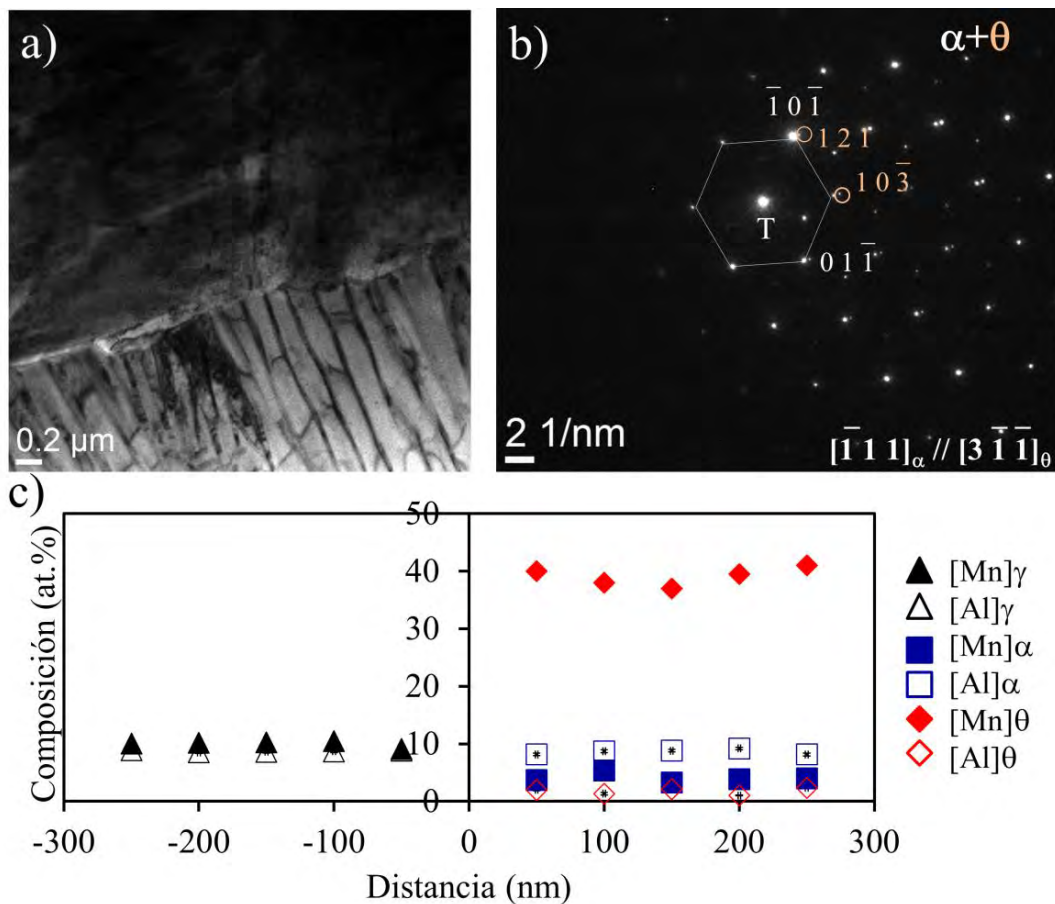 a)
0.2 µm
b)
α+θ
1̅ 0 1̅
1 2 1
1 0 3̅
T
0 1 1̅
2 1/nm
[1̅ 1 1]α // [3 1̅ 1̅]θ
c)
Composición (at.%)
50
40
30
20
10
0
-300 -200 -100 0 100 200 300
Distancia (nm)
[Mn]γ
[Al]γ
[Mn]α
[Al]α
[Mn]θ
[Al]θ